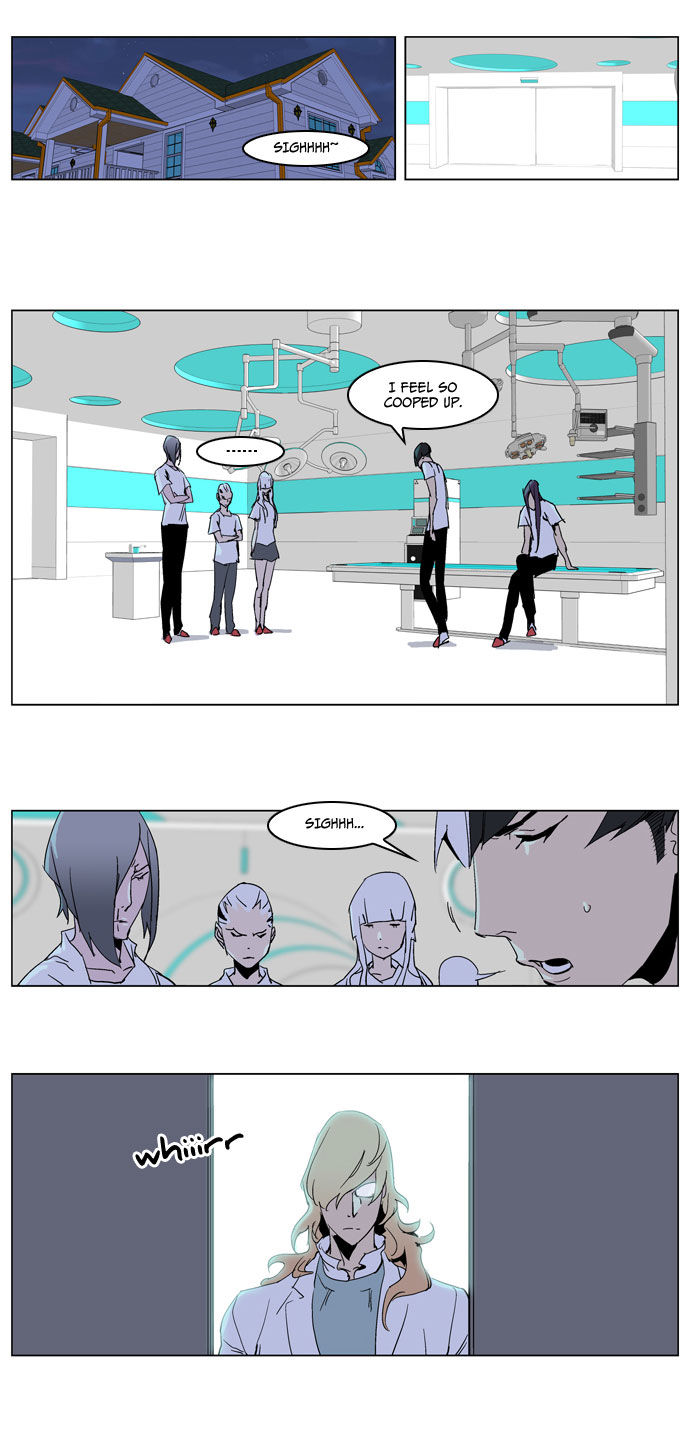 SIGHHHH~
I FEEL SO
COOPED UP.
------
SIGHHH...
whiiirr